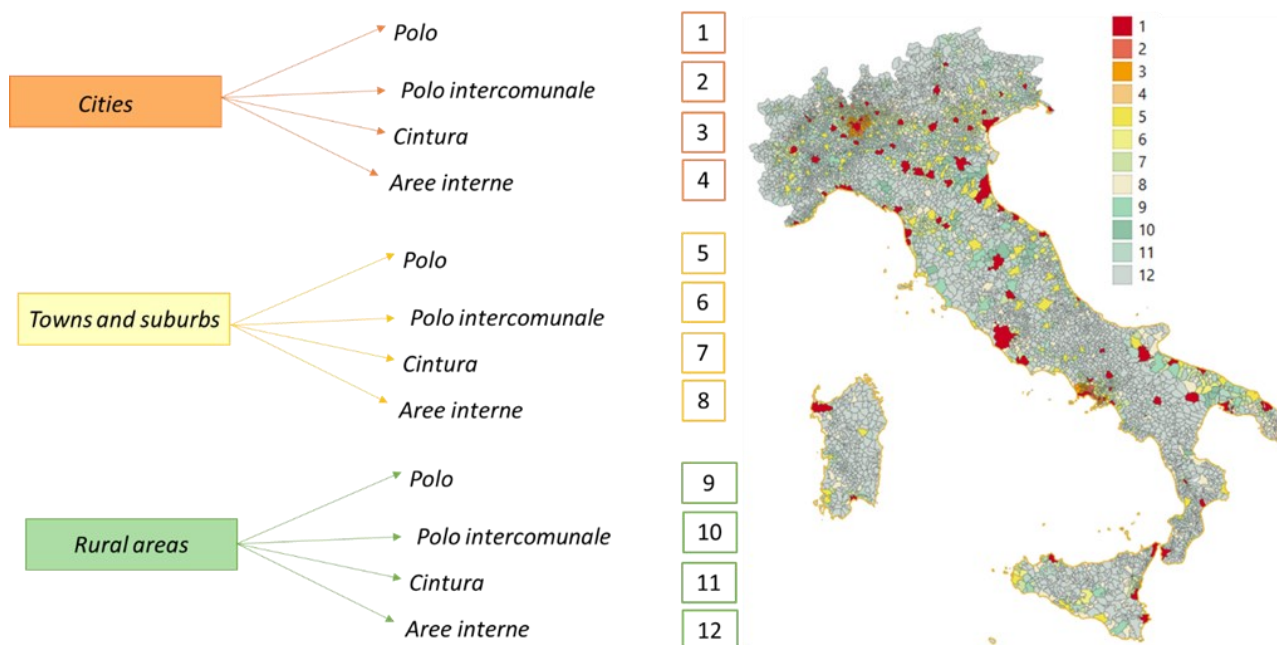 Cities
Polo
1
Polo intercomunale
2
Cintura
3
Aree interne
4
Towns and suburbs
Polo
5
Polo intercomunale
6
Cintura
7
Aree interne
8
Rural areas
Polo
9
Polo intercomunale
10
Cintura
11
Aree interne
12
1
2
3
4
5
6
7
8
9
10
11
12